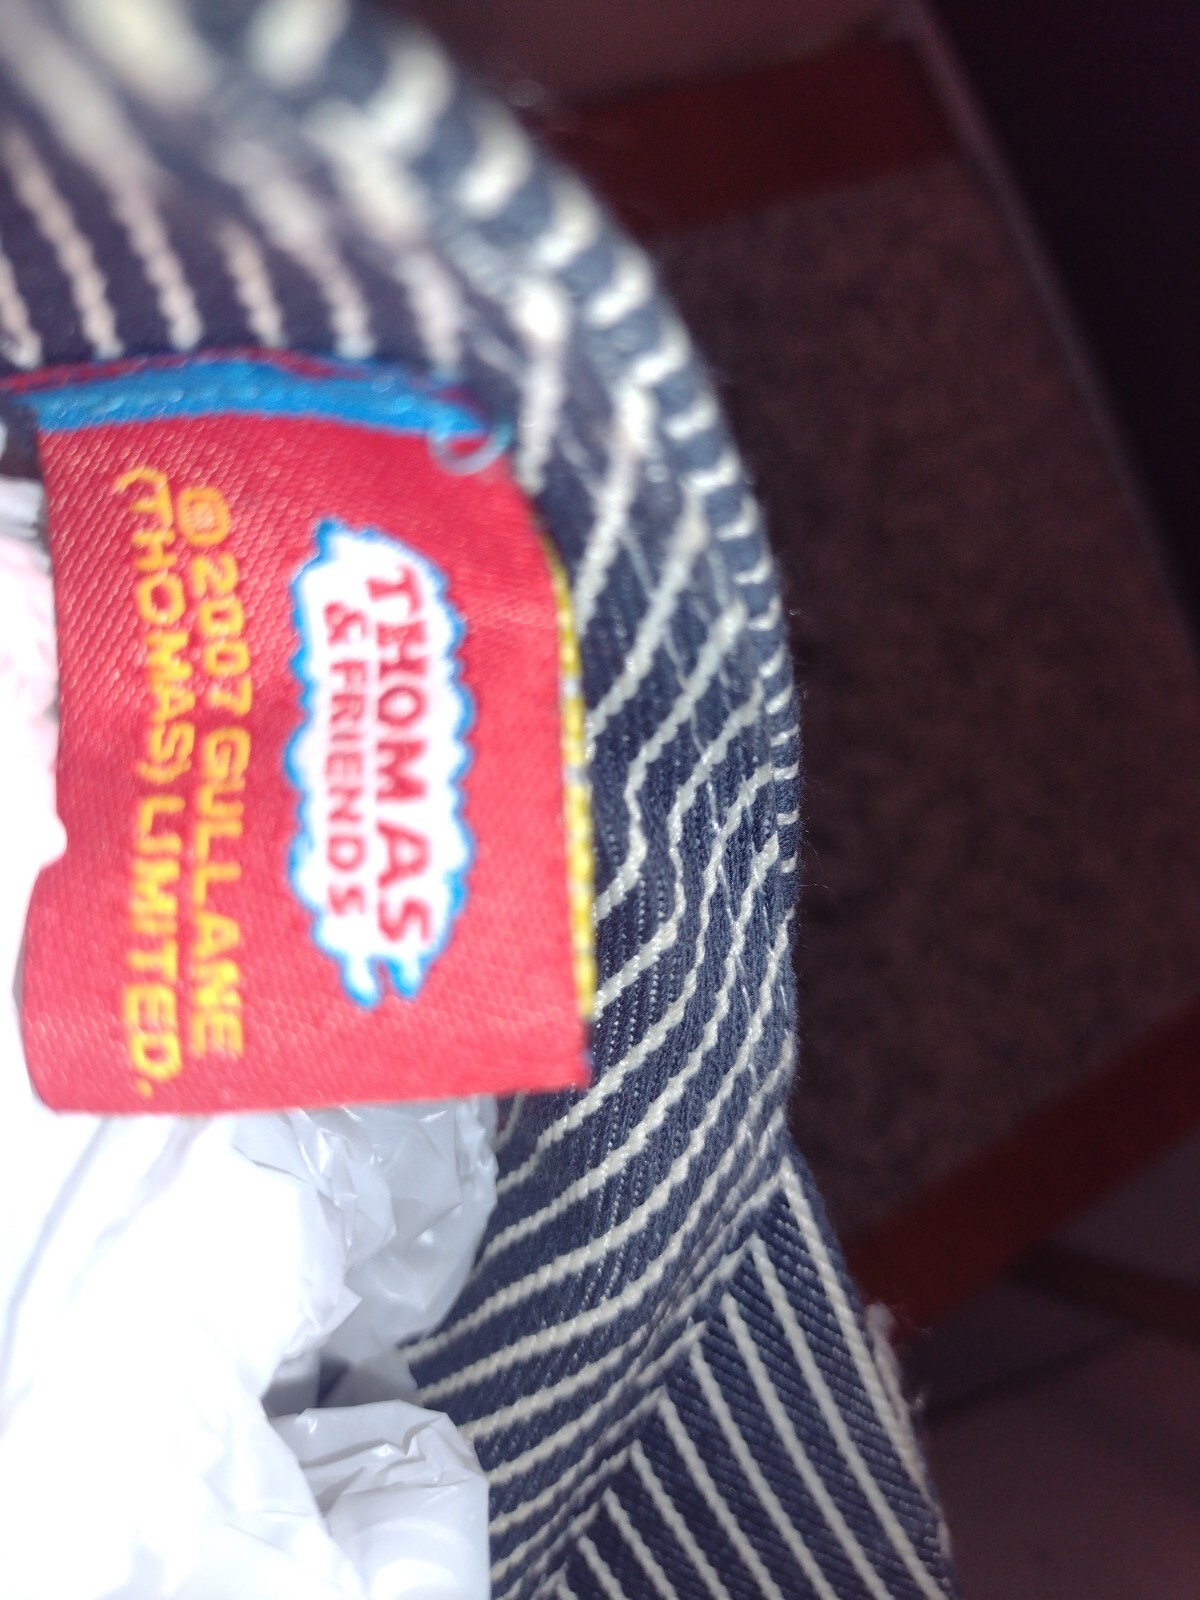 THOMAS
& FRIENDS
© 2007 GULLANE
(THOMAS) LIMITED.